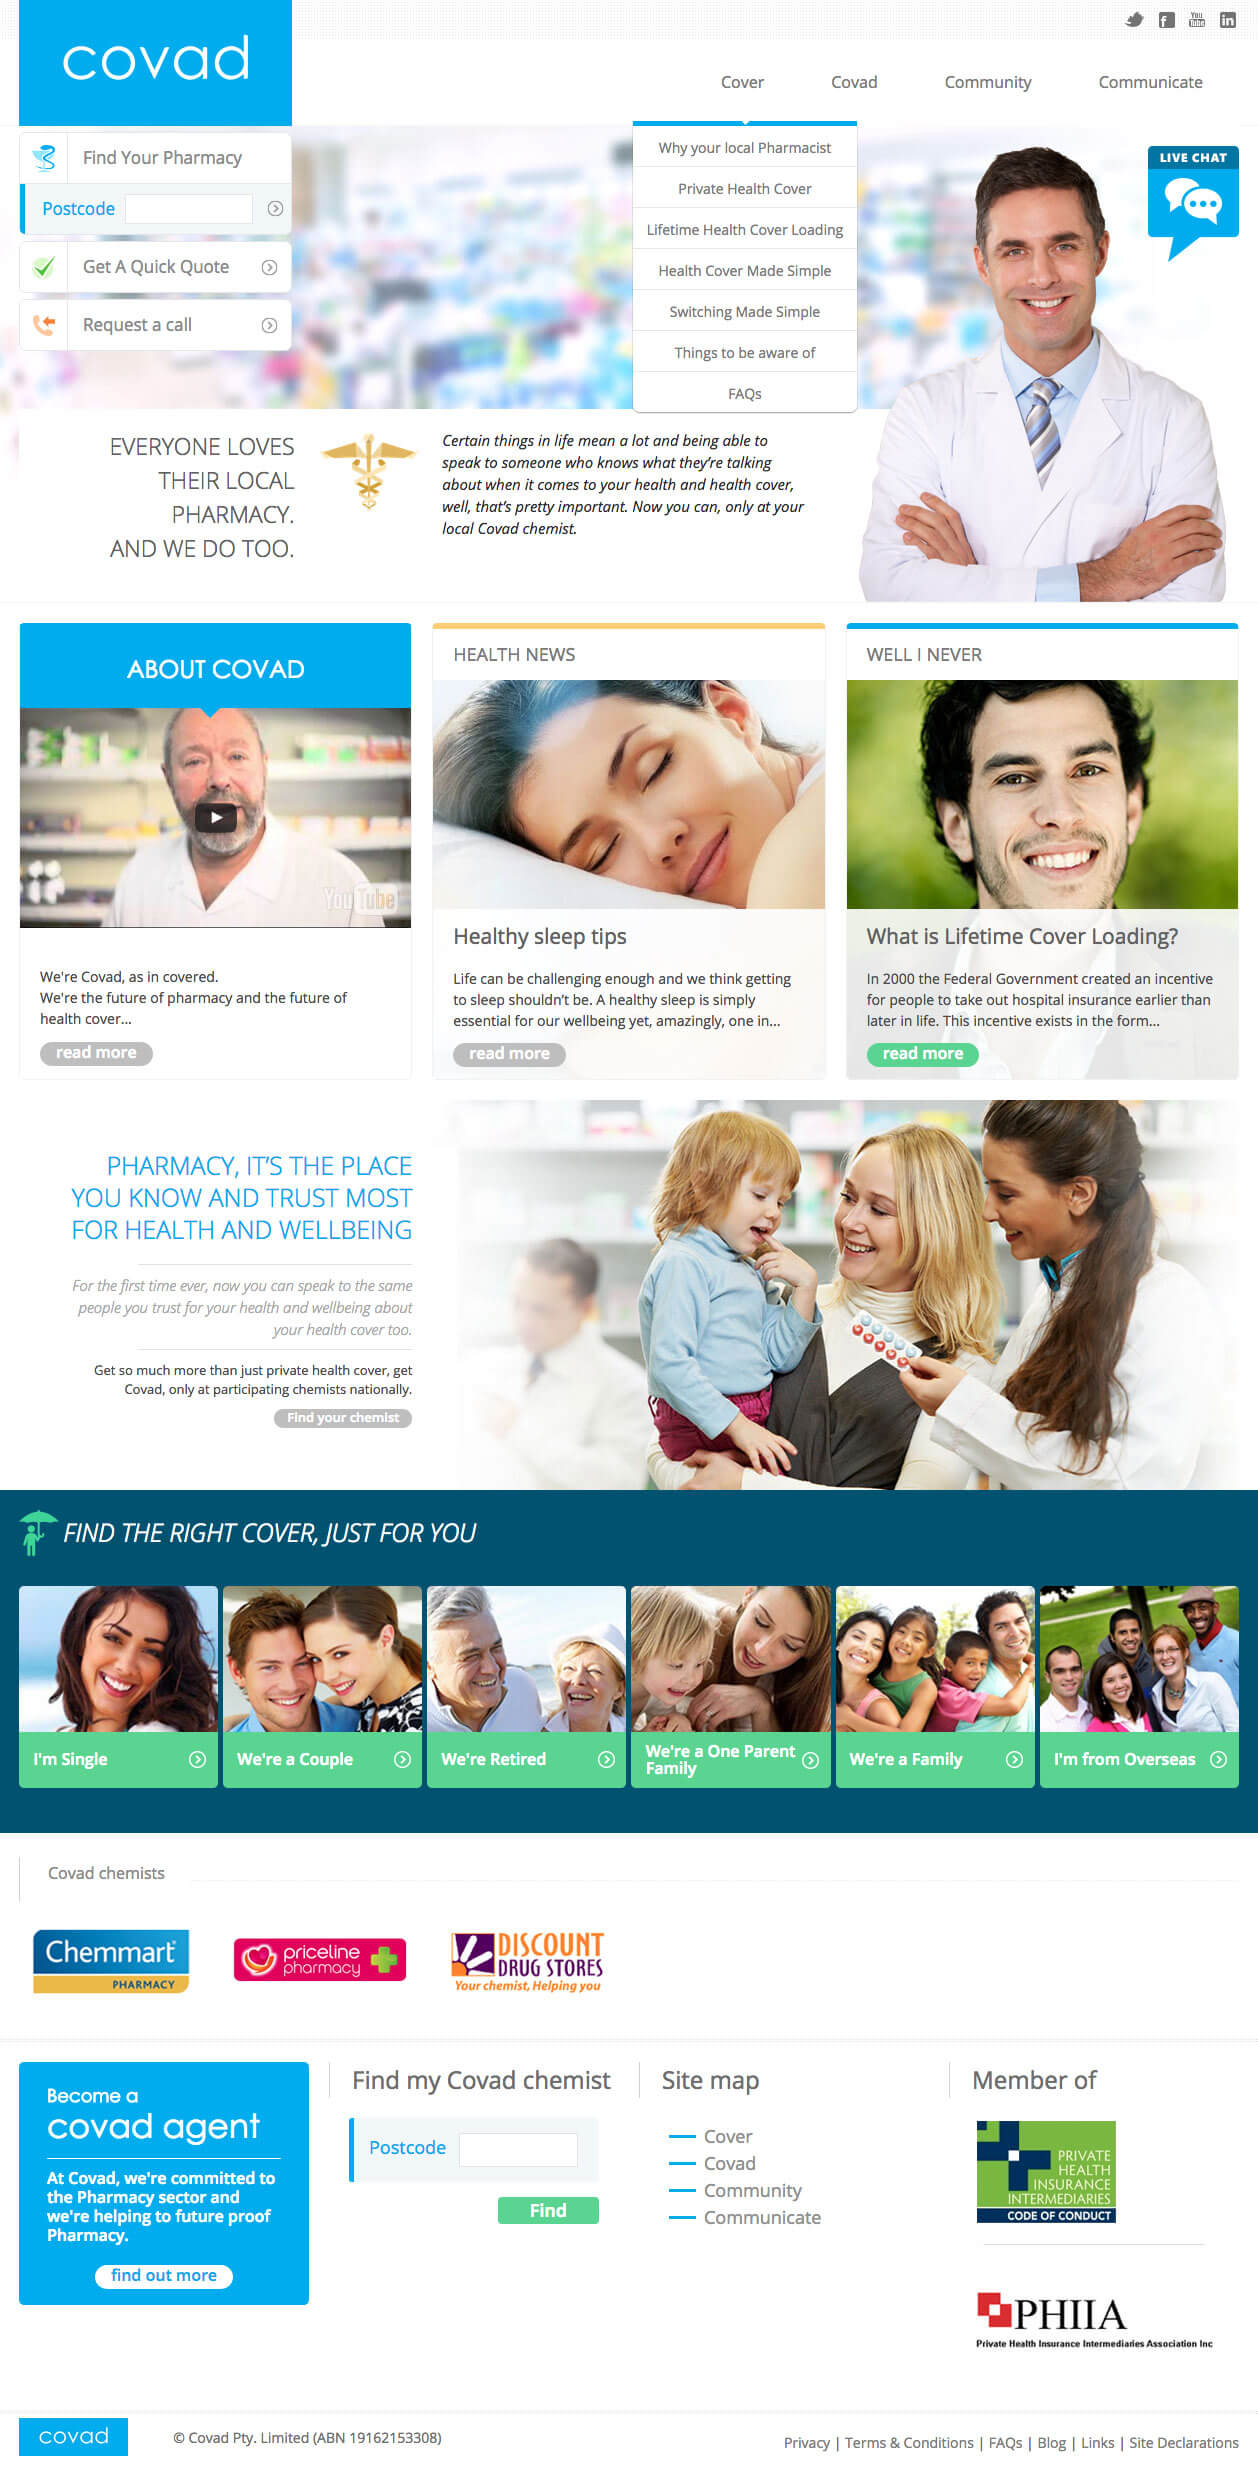 covad
Cover
Covad
Community
Communicate
Find Your Pharmacy
Postcode
Get A Quick Quote
Request a call
Why your local Pharmacist
Private Health Cover
Lifetime Health Cover Loading
Health Cover Made Simple
Switching Made Simple
Things to be aware of
FAQs
LIVE CHAT
EVERYONE LOVES
THEIR LOCAL
PHARMACY.
AND WE DO TOO.
Certain things in life mean a lot and being able to
speak to someone who knows what they're talking
about when it comes to your health and health cover,
well, that's pretty important. Now you can, only at your
local Covad chemist.
ABOUT COVAD
YouTube
We're Covad, as in covered.
We're the future of pharmacy and the future of
health cover...
read more
HEALTH NEWS
Healthy sleep tips
Life can be challenging enough and we think getting
to sleep shouldn't be. A healthy sleep is simply
essential for our wellbeing yet, amazingly, one in...
read more
WELL I NEVER
What is Lifetime Cover Loading?
In 2000 the Federal Government created an incentive
for people to take out hospital insurance earlier than
later in life. This incentive exists in the form...
read more
PHARMACY, IT'S THE PLACE
YOU KNOW AND TRUST MOST
FOR HEALTH AND WELLBEING
For the first time ever, now you can speak to the same
people you trust for your health and wellbeing about
your health cover too.
Get so much more than just private health cover, get
Covad, only at participating chemists nationally.
Find your chemist
FIND THE RIGHT COVER, JUST FOR YOU
I'm Single
We're a Couple
We're Retired
We're a One Parent
Family
We're a Family
I'm from Overseas
Covad chemists
Chemmart
PHARMACY
priceline
pharmacy
DISCOUNT
DRUG STORES
Your chemist, Helping you
Become a
covad agent
At Covad, we're committed to
the Pharmacy sector and
we're helping to future proof
Pharmacy.
find out more
Find my Covad chemist
Postcode
Find
Site map
Cover
Covad
Community
Communicate
Member of
PRIVATE
HEALTH
INSURANCE
INTERMEDIARIES
CODE OF CONDUCT
PHIIA
Private Health Insurance Intermediaries Association Inc
covad
© Covad Pty. Limited (ABN 19162153308)
Privacy | Terms & Conditions | FAQs | Blog | Links | Site Declarations